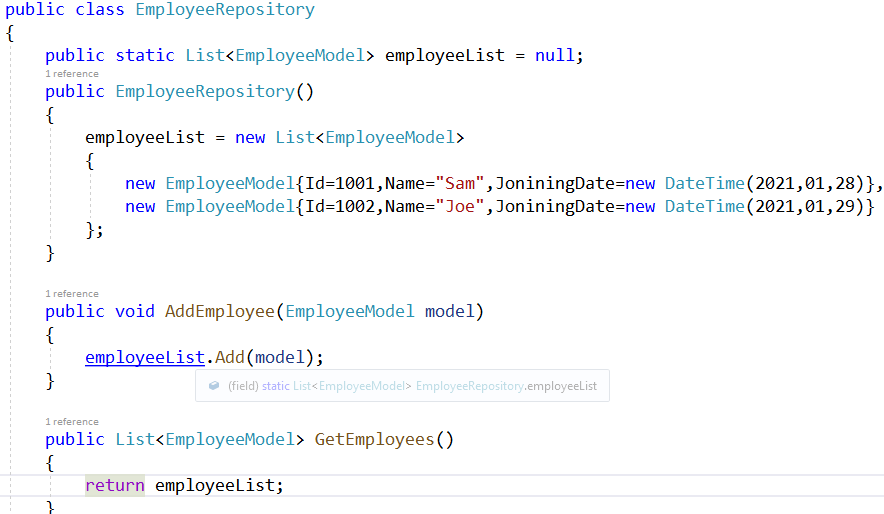 public class EmployeeRepository
{
public static List<EmployeeModel> employeeList = null;
1 reference
public EmployeeRepository()
{
employeeList = new List<EmployeeModel>
{
new EmployeeModel{Id=1001,Name="Sam",JoniningDate=new DateTime(2021,01,28)},
new EmployeeModel{Id=1002,Name="Joe",JoniningDate=new DateTime(2021,01,29)}
};
}
1 reference
public void AddEmployee(EmployeeModel model)
{
employeeList.Add(model);
}
(field) static List<EmployeeModel> EmployeeRepository.employeeList
1 reference
public List<EmployeeModel> GetEmployees()
{
return employeeList;
}